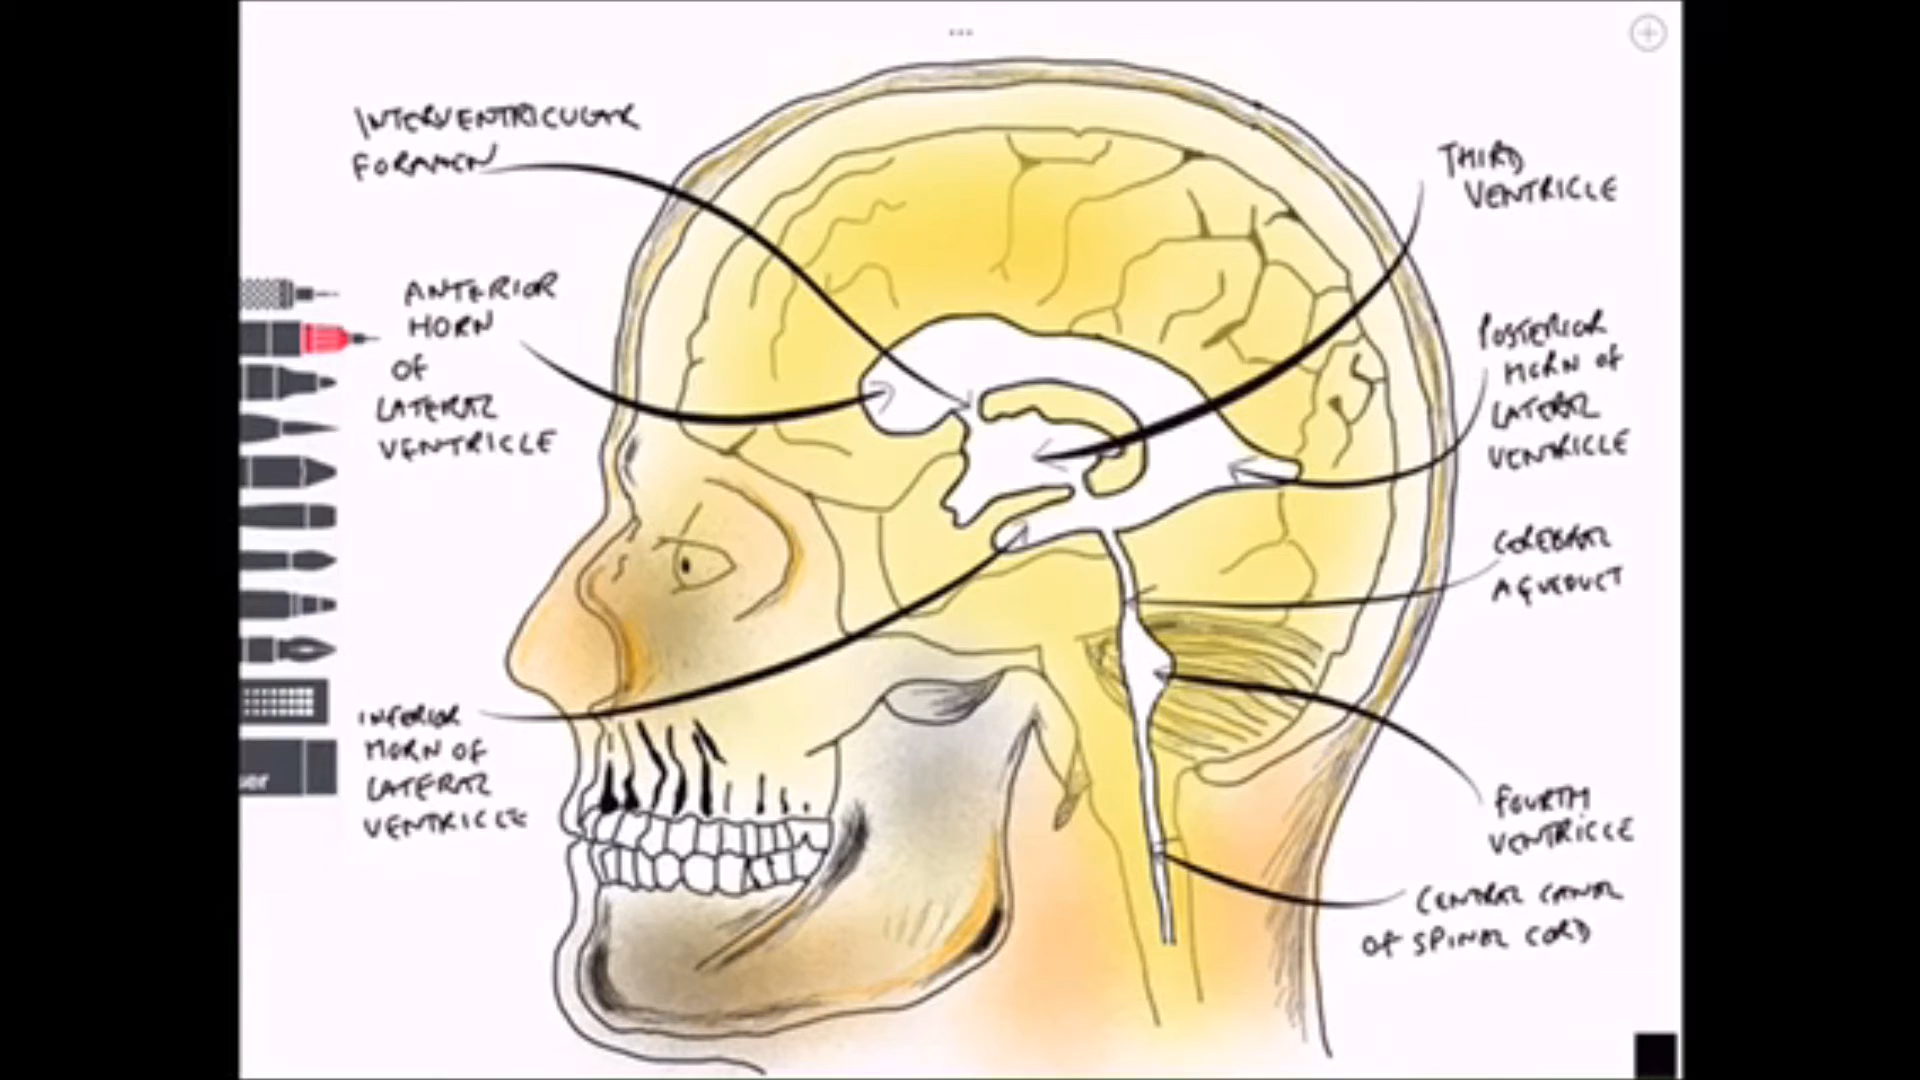 INTERVENTRICULAR
FORAMEN
ANTERIOR
HORN
OF
LATERAL
VENTRICLE
INFERIOR
HORN OF
LATERAL
VENTRICLE
THIRD
VENTRICLE
POSTERIOR
HORN OF
LATERAL
VENTRICLE
CEREBRAL
AQUEDUCT
FOURTH
VENTRICLE
CENTRAL CANAL
OF SPINAL CORD